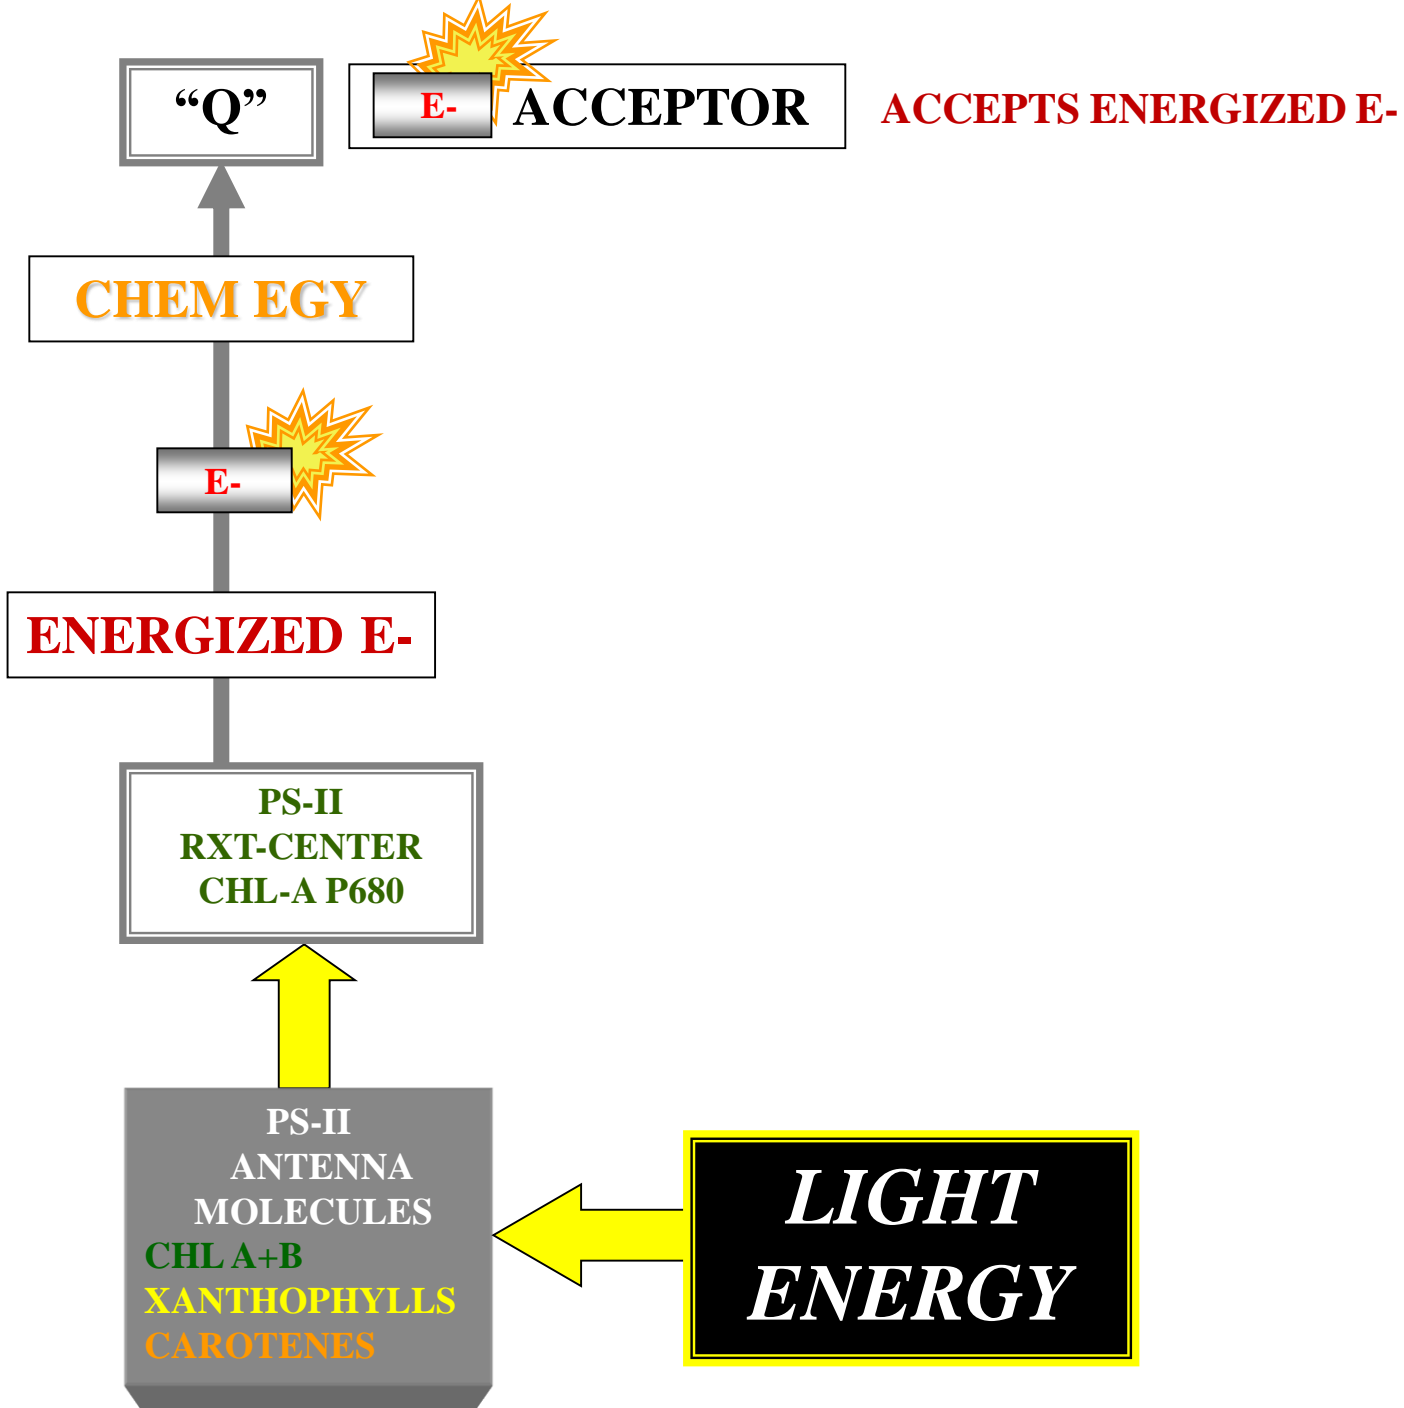 “Q”
E- ACCEPTOR
ACCEPTS ENERGIZED E-
CHEM EGY
E-
ENERGIZED E-
PS-II
RXT-CENTER
CHL-A P680
PS-II
ANTENNA
MOLECULES
CHL A+B
XANTHOPHYLLS
CAROTENES
LIGHT
ENERGY